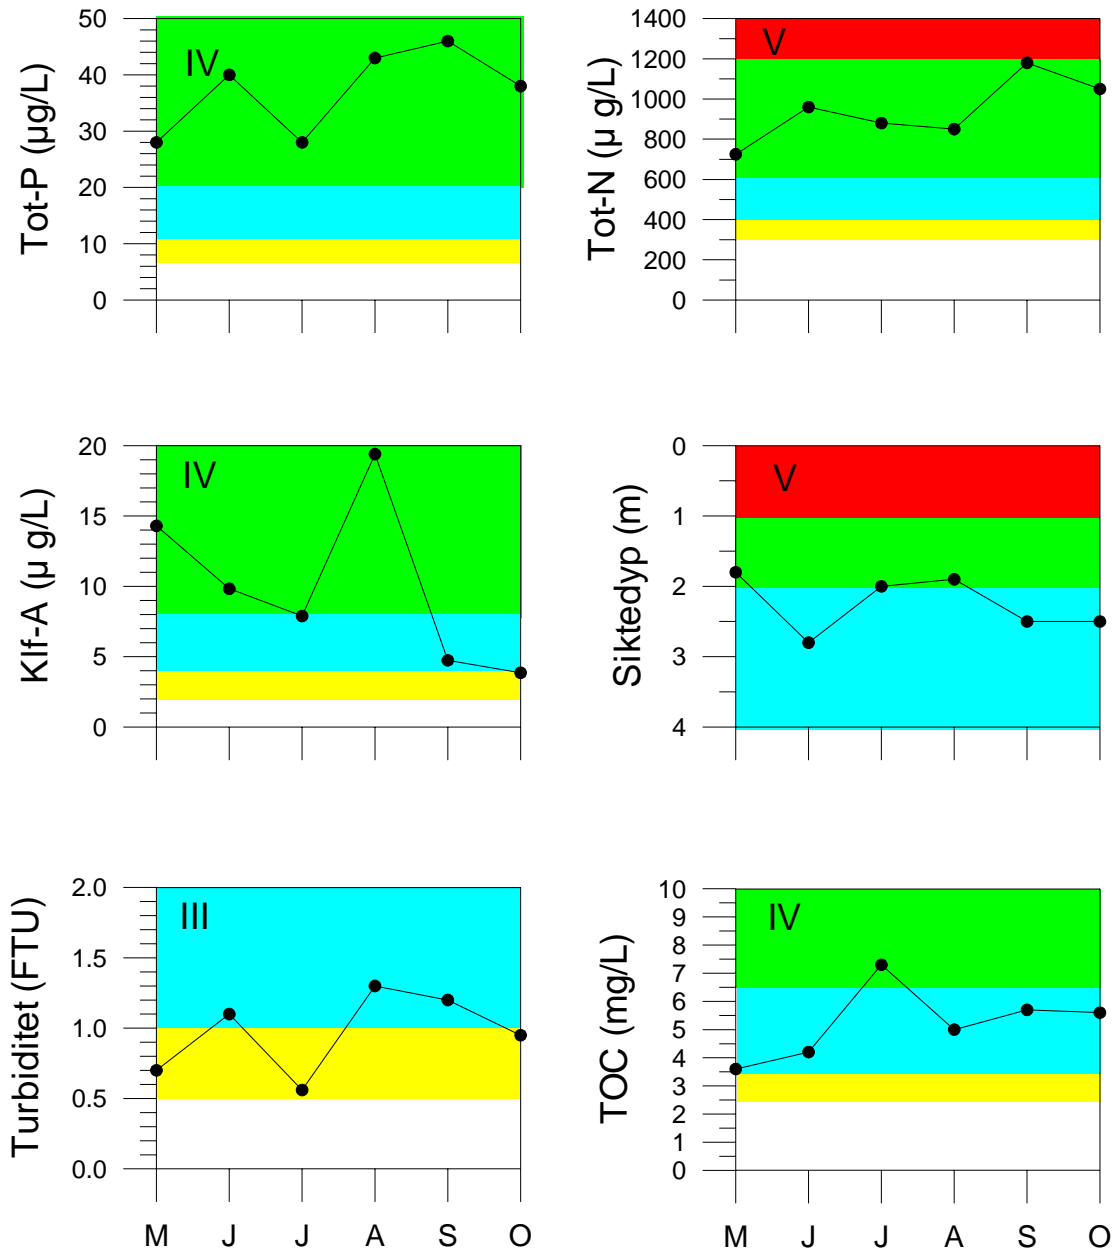 Tot-P (µg/L)
50
40
30
20
10
0
IV
Tot-N (µ g/L)
1400
1200
1000
800
600
400
200
0
V
Klf-A (µ g/L)
20
15
10
5
0
IV
Siktedyp (m)
0
1
2
3
4
V
Turbiditet (FTU)
2.0
1.5
1.0
0.5
0.0
III
M J J A S O
TOC (mg/L)
10
9
8
7
6
5
4
3
2
1
0
IV
M J J A S O